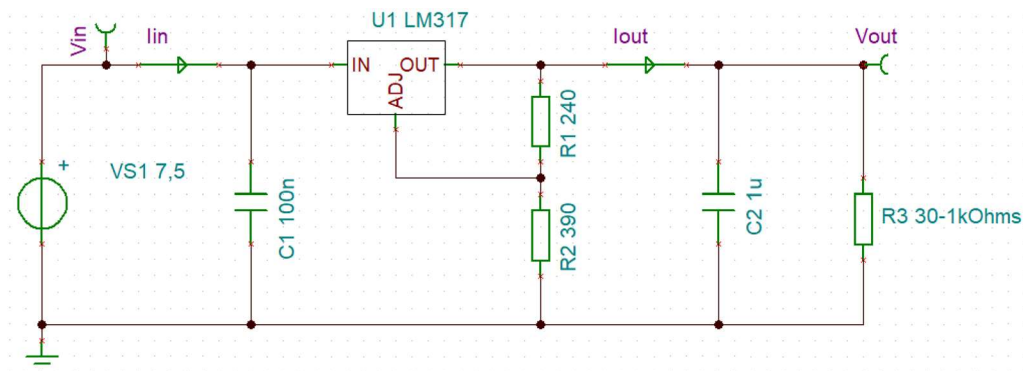 U1 LM317
Vin
Iin
Iout
Vout
IN
OUT
ADJ
+
VS1 7,5
C1 100n
R1 240
R2 390
C2 1u
R3 30-1kOhms